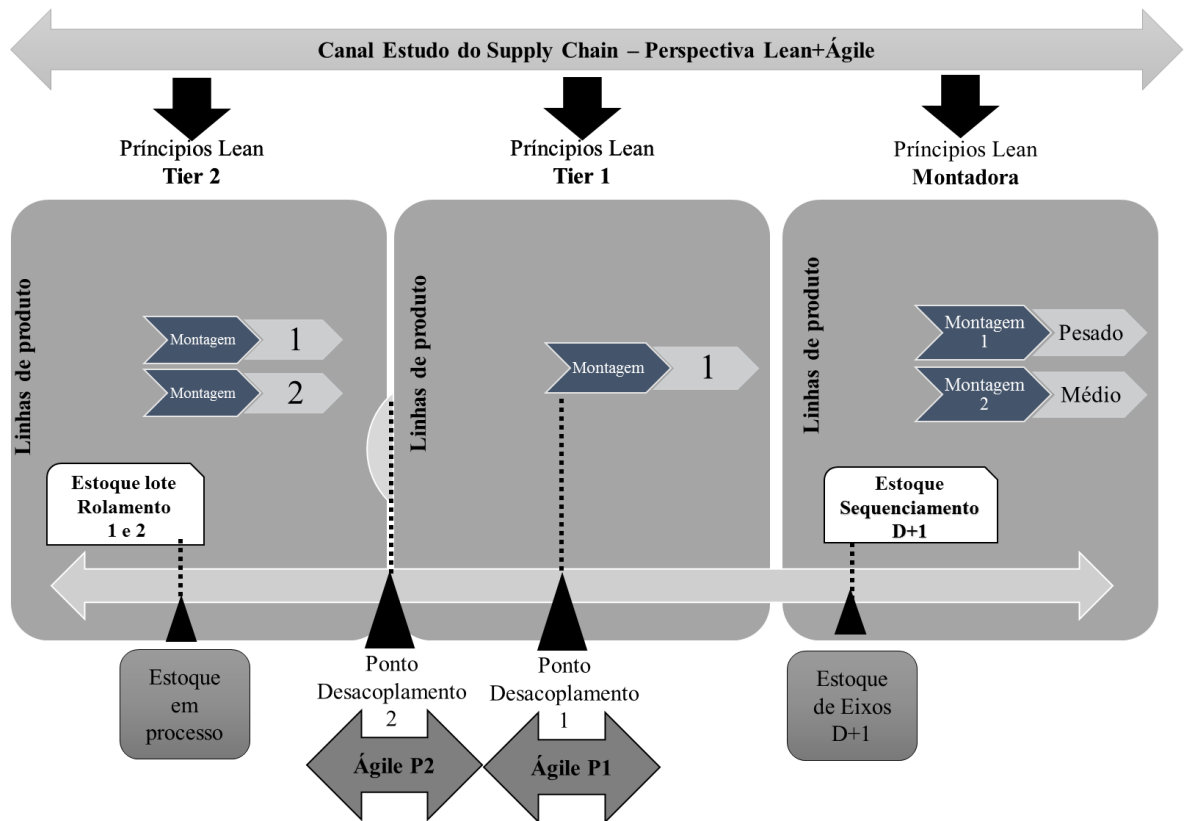 Canal Estudo do Supply Chain – Perspectiva Lean+Ágile
Príncipios Lean
Tier 2
Príncipios Lean
Tier 1
Príncipios Lean
Montadora
Linhas de produto
Montagem
1
Montagem
2
Estoque lote
Rolamento
1 e 2
Linhas de produto
Montagem
1
Linhas de produto
Montagem
1
Pesado
Montagem
2
Médio
Estoque
Sequenciamento
D+1
Estoque
em
processo
Ponto
Desacoplamento
2
Ágile P2
Ponto
Desacoplamento
1
Ágile P1
Estoque
de Eixos
D+1